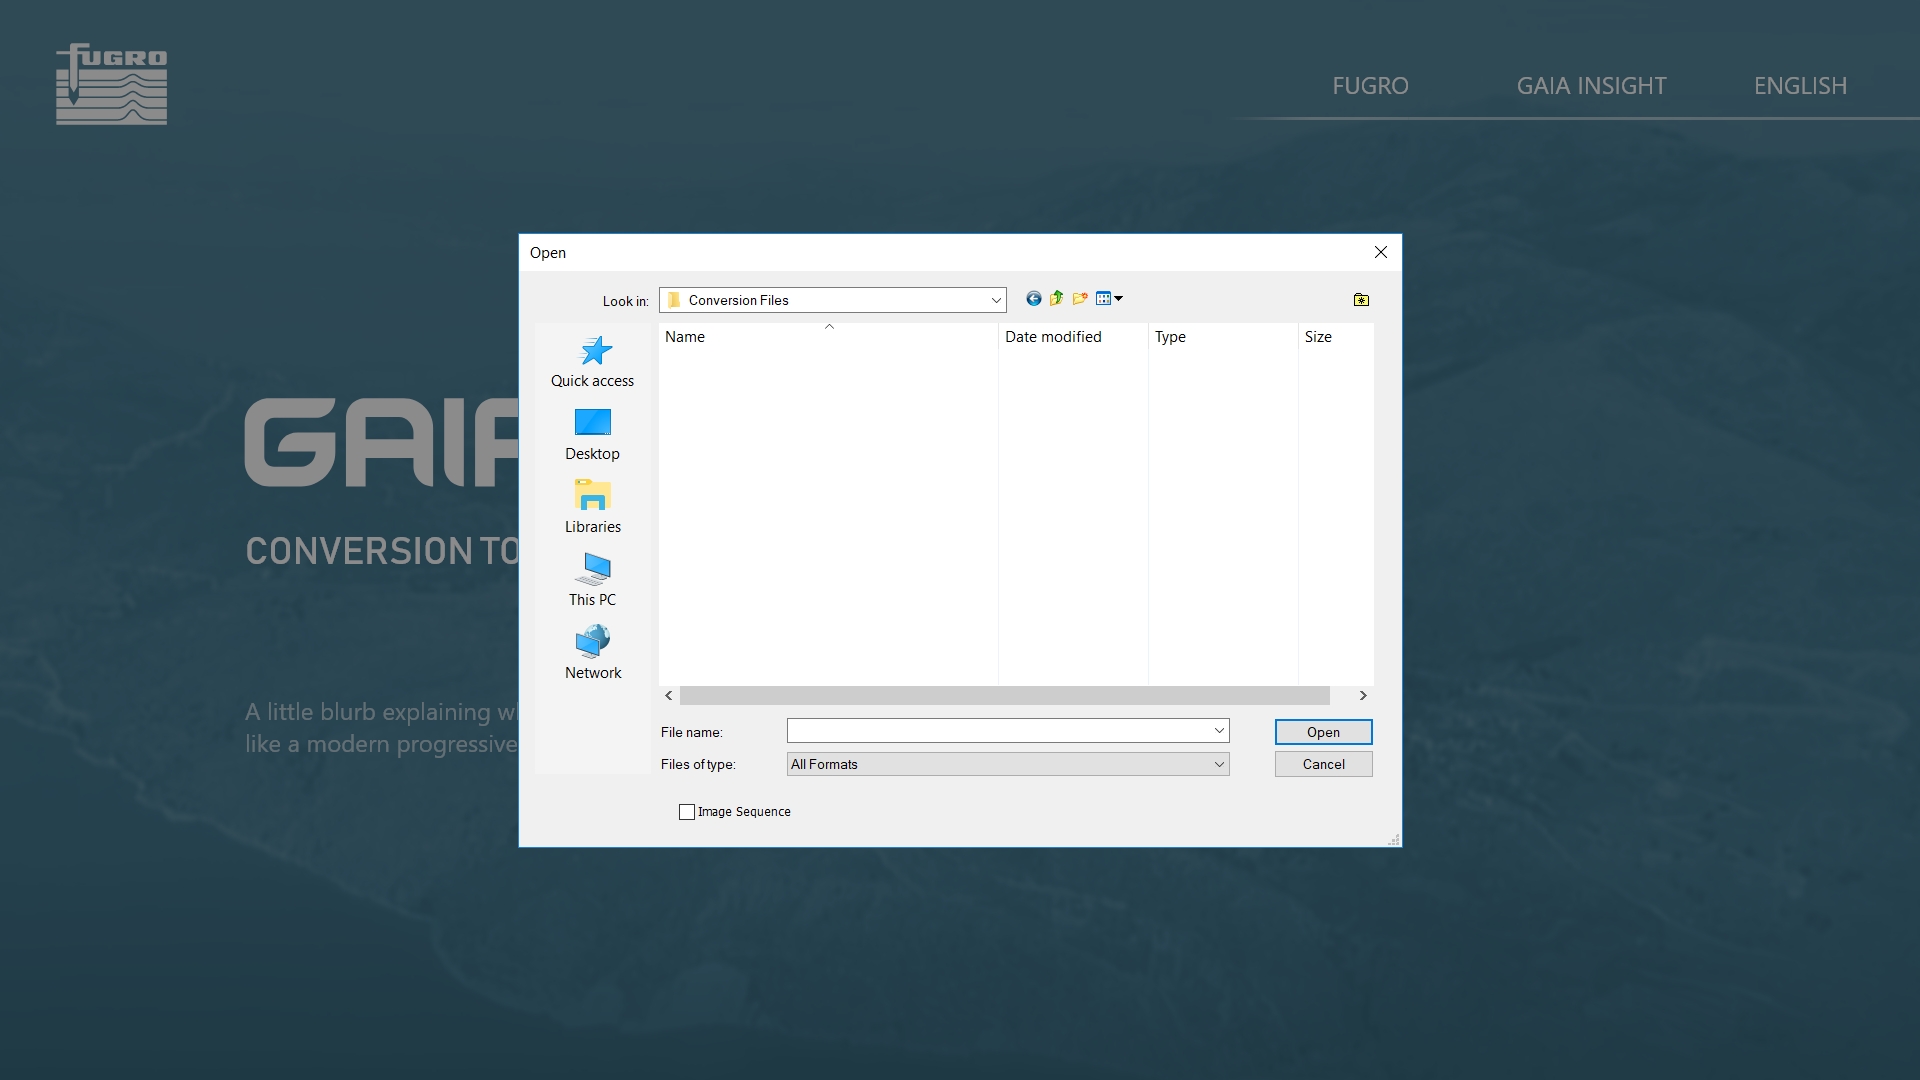 FUGRO
FUGRO
GAIA INSIGHT
ENGLISH
Open
Look in:
Conversion Files
Name
Date modified
Type
Size
Quick access
Desktop
Libraries
This PC
Network
GAIA
CONVERSION TO
A little blurb explaining
like a modern progressive
File name:
Open
Files of type:
All Formats
Cancel
Image Sequence